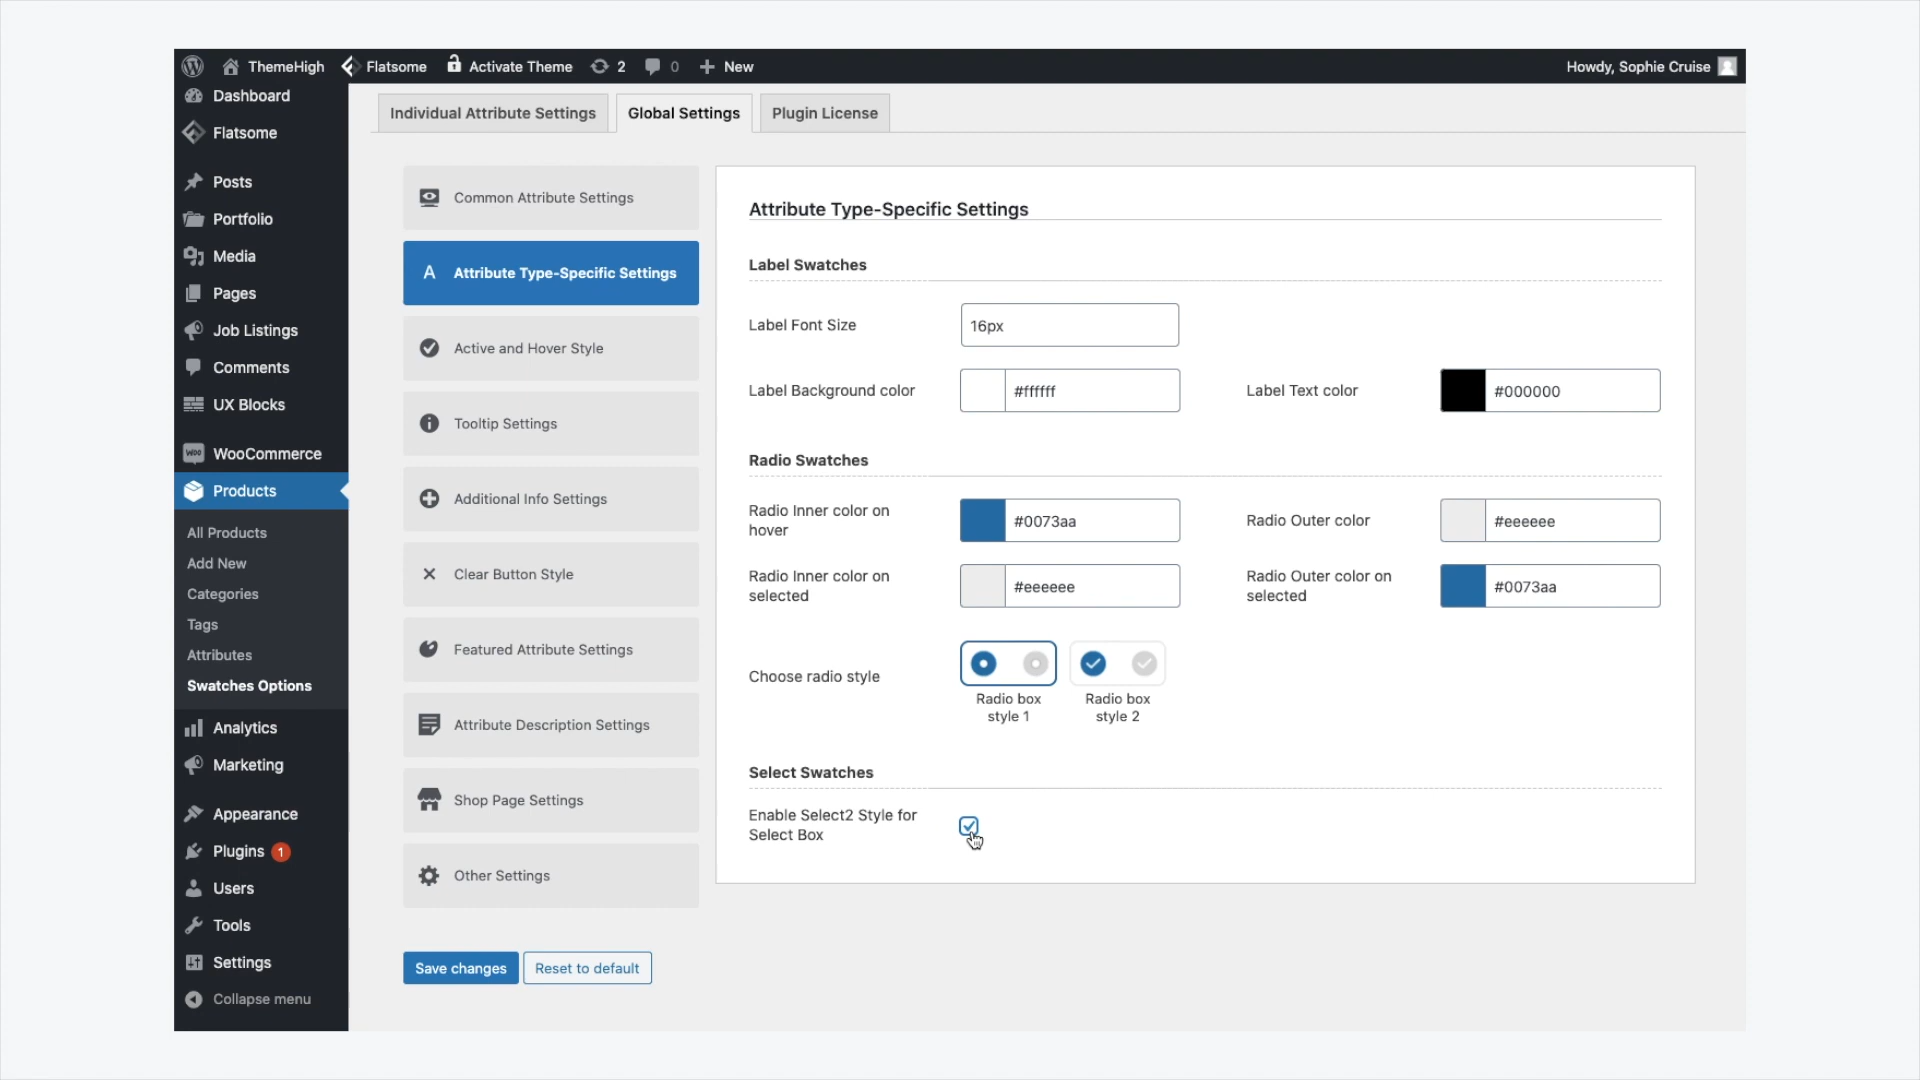 ThemeHigh
Flatsome
Activate Theme
2
0
New
Howdy, Sophie Cruise
Dashboard
Flatsome
Posts
Portfolio
Media
Pages
Job Listings
Comments
UX Blocks
WooCommerce
Products
All Products
Add New
Categories
Tags
Attributes
Swatches Options
Analytics
Marketing
Appearance
Plugins 1
Users
Tools
Settings
Collapse menu
Individual Attribute Settings
Global Settings
Plugin License
Common Attribute Settings
A Attribute Type-Specific Settings
Active and Hover Style
Tooltip Settings
Additional Info Settings
Clear Button Style
Featured Attribute Settings
Attribute Description Settings
Shop Page Settings
Other Settings
Save changes
Reset to default
Attribute Type-Specific Settings
Label Swatches
Label Font Size
16px
Label Background color
#ffffff
Label Text color
#000000
Radio Swatches
Radio Inner color on
hover
#0073aa
Radio Outer color
#eeeeee
Radio Inner color on
selected
#eeeeee
Radio Outer color on
selected
#0073aa
Choose radio style
Radio box
style 1
Radio box
style 2
Select Swatches
Enable Select2 Style for
Select Box